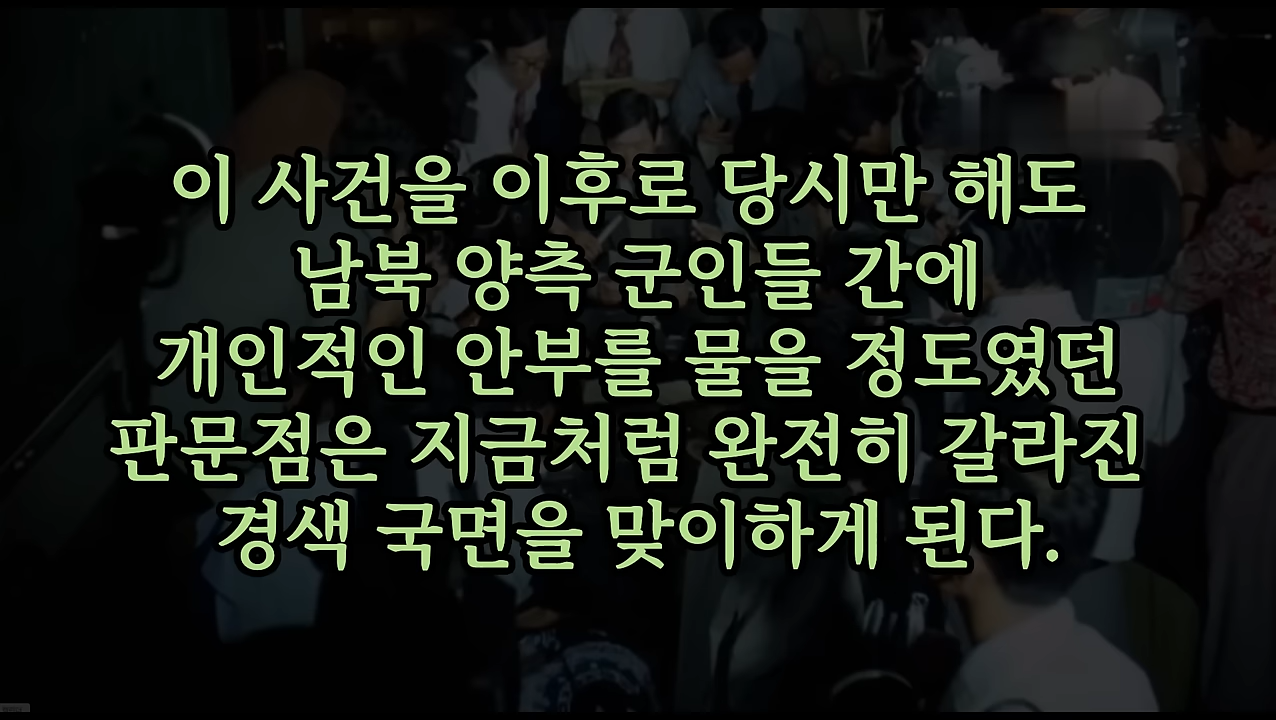 이 사건을 이후로 당시만 해도
남북 양측 군인들 간에
개인적인 안부를 물을 정도였던
판문점은 지금처럼 완전히 갈라진
경색 국면을 맞이하게 된다.